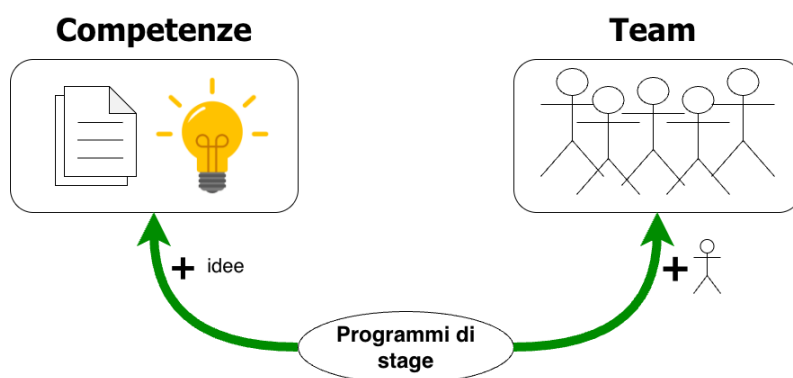 Competenze
Team
+ idee
+
Programmi di
stage